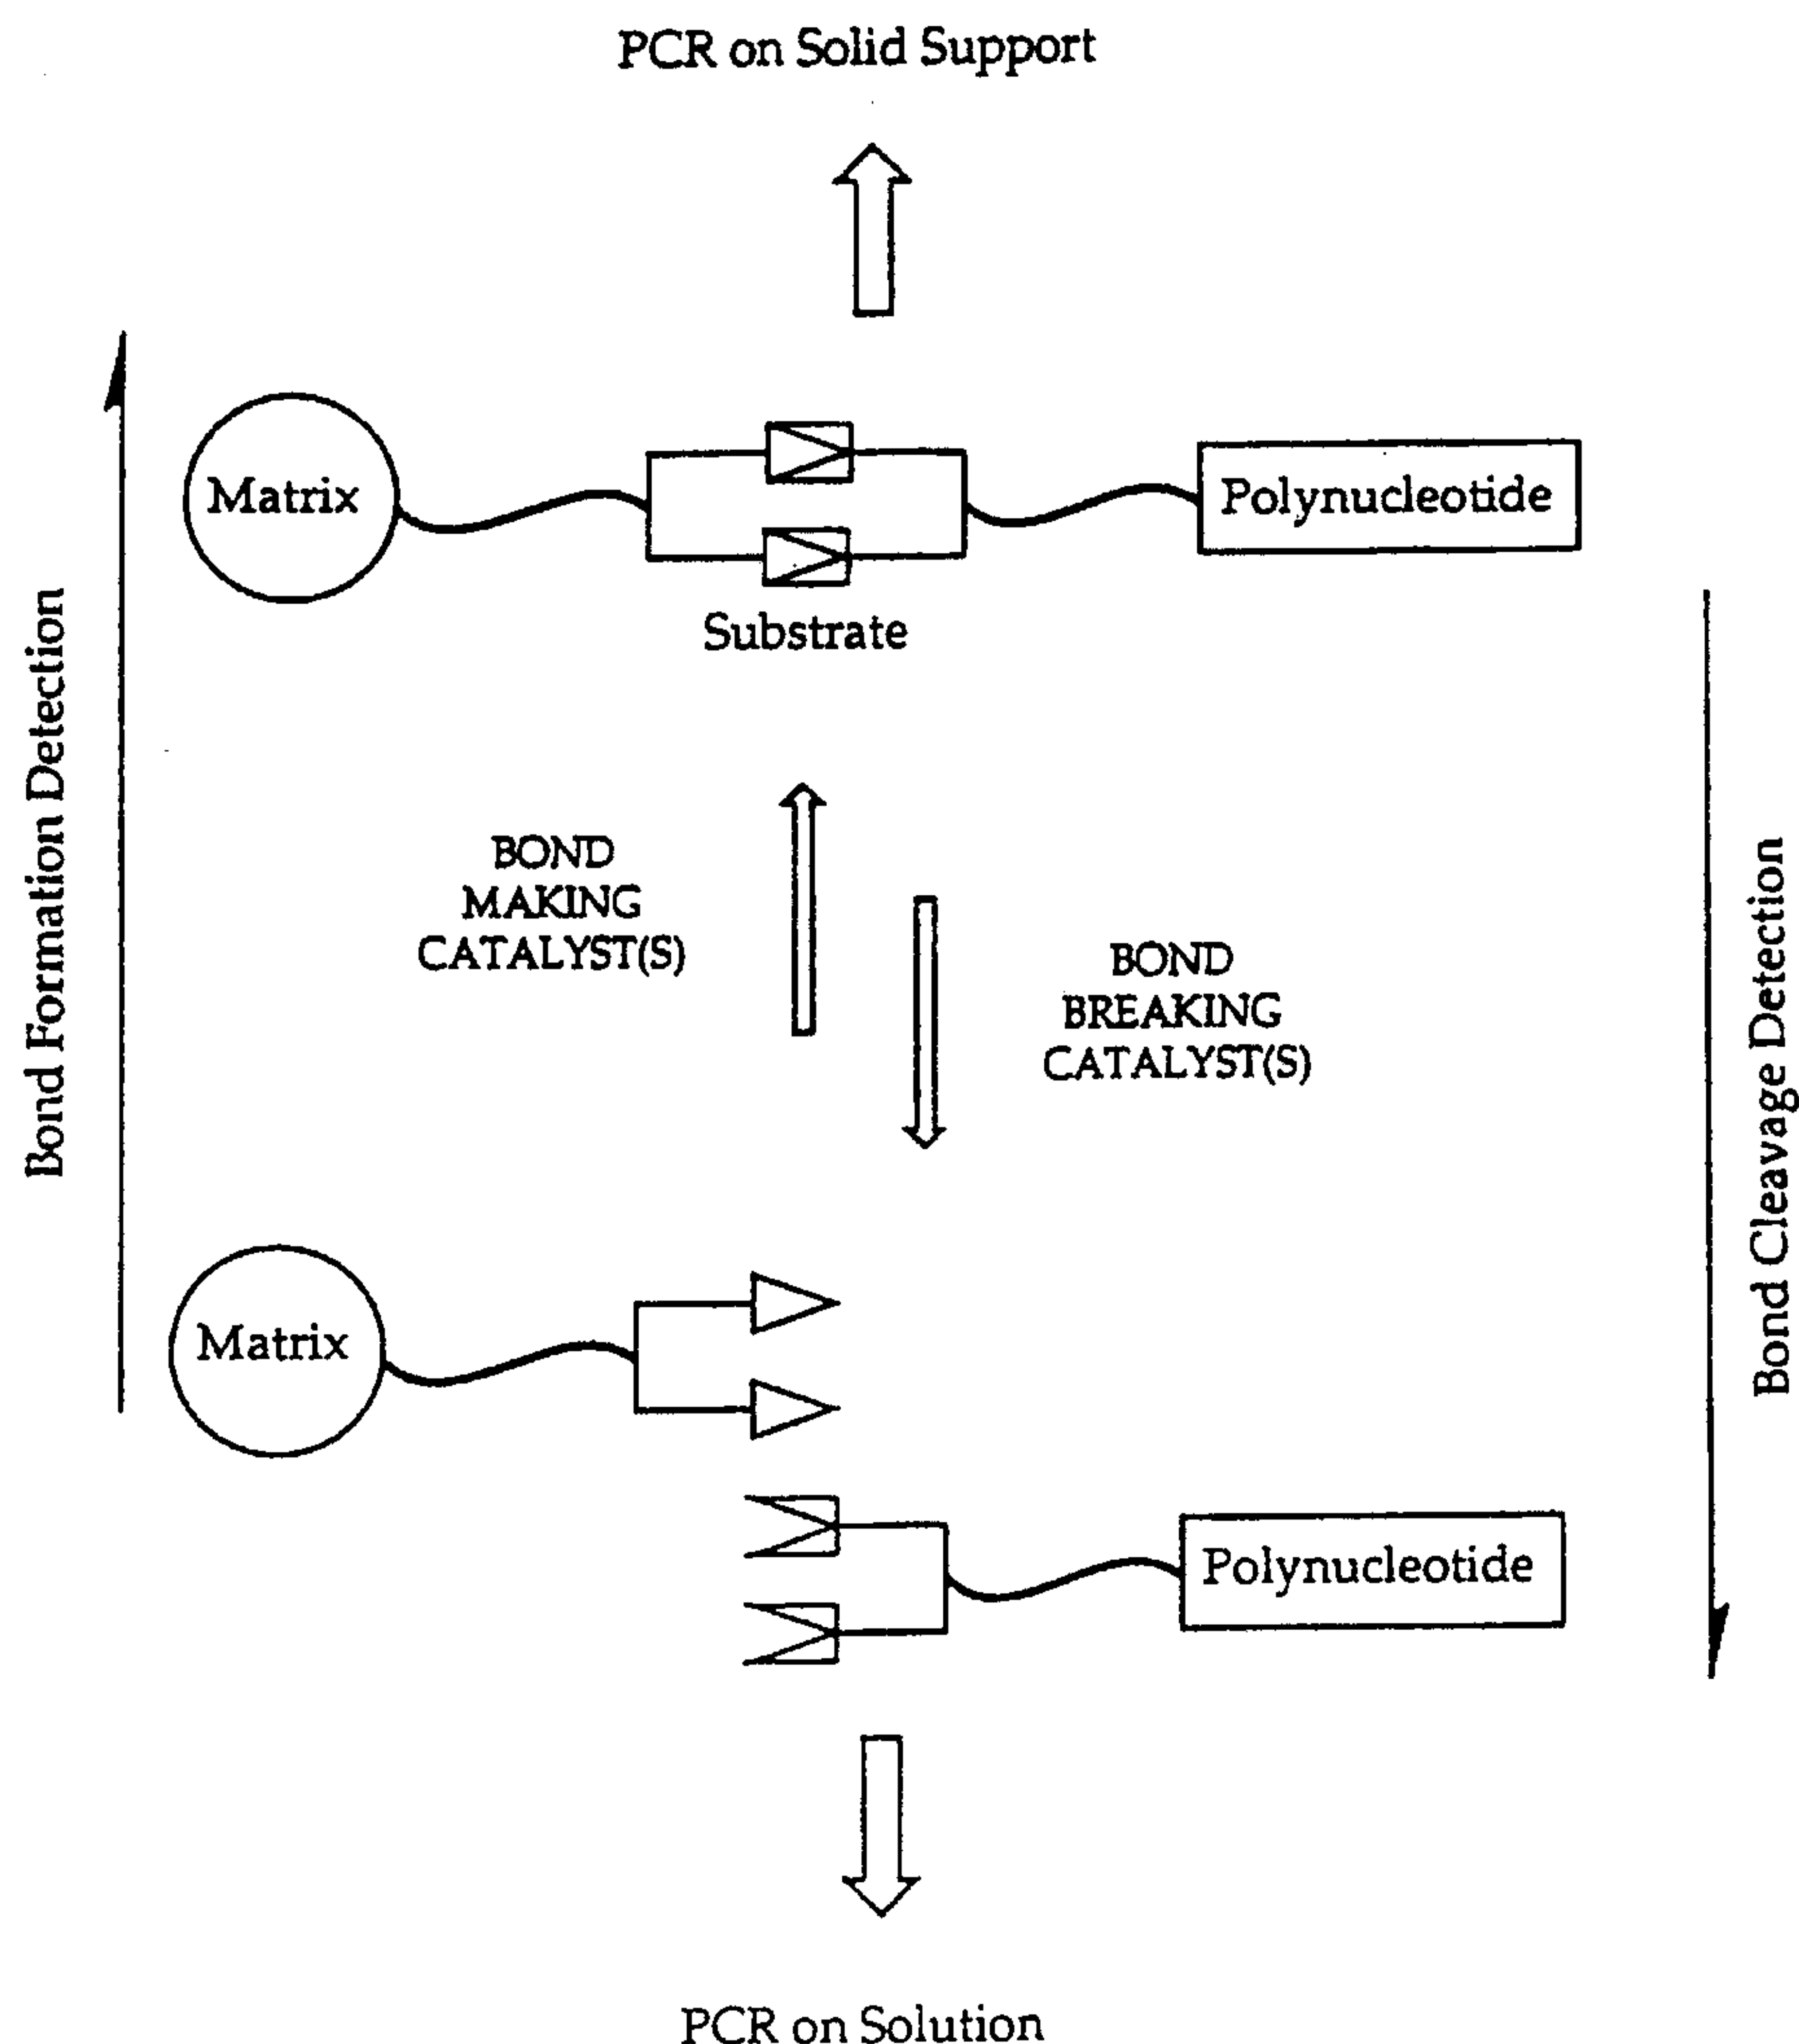 PCR on Solid Support
Matrix
Polynucleotide
Substrate
Bond Formation Detection
BOND
MAKING
CATALYST(S)
BOND
BREAKING
CATALYST(S)
Bond Cleavage Detection
Matrix
Polynucleotide
PCR on Solution